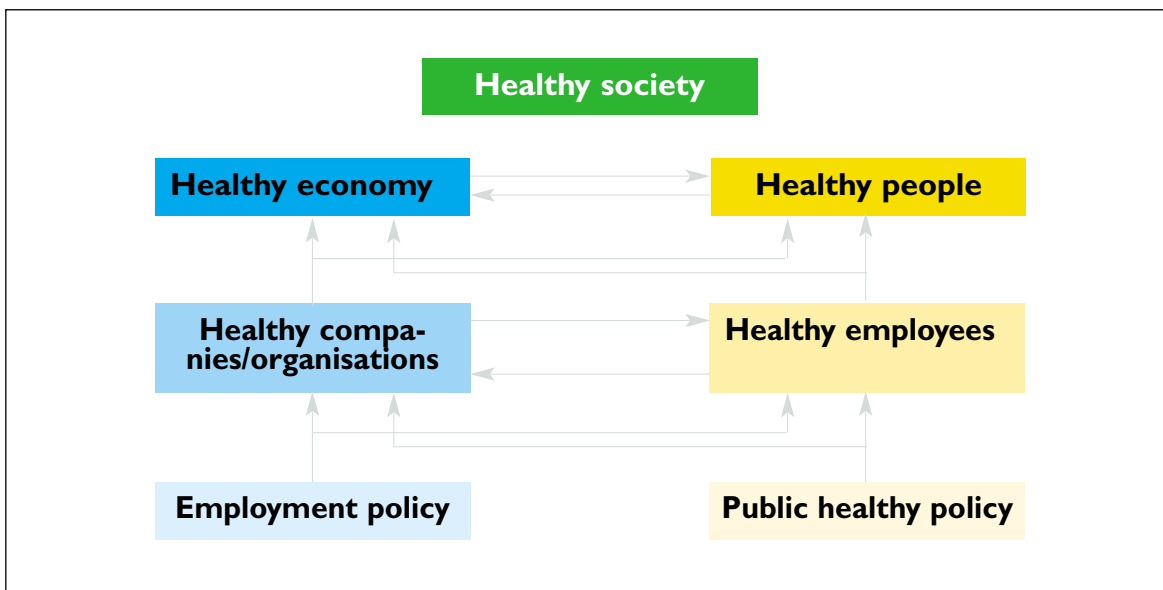 Healthy society
Healthy economy
Healthy people
Healthy compa-
nies/organisations
Healthy employees
Employment policy
Public healthy policy